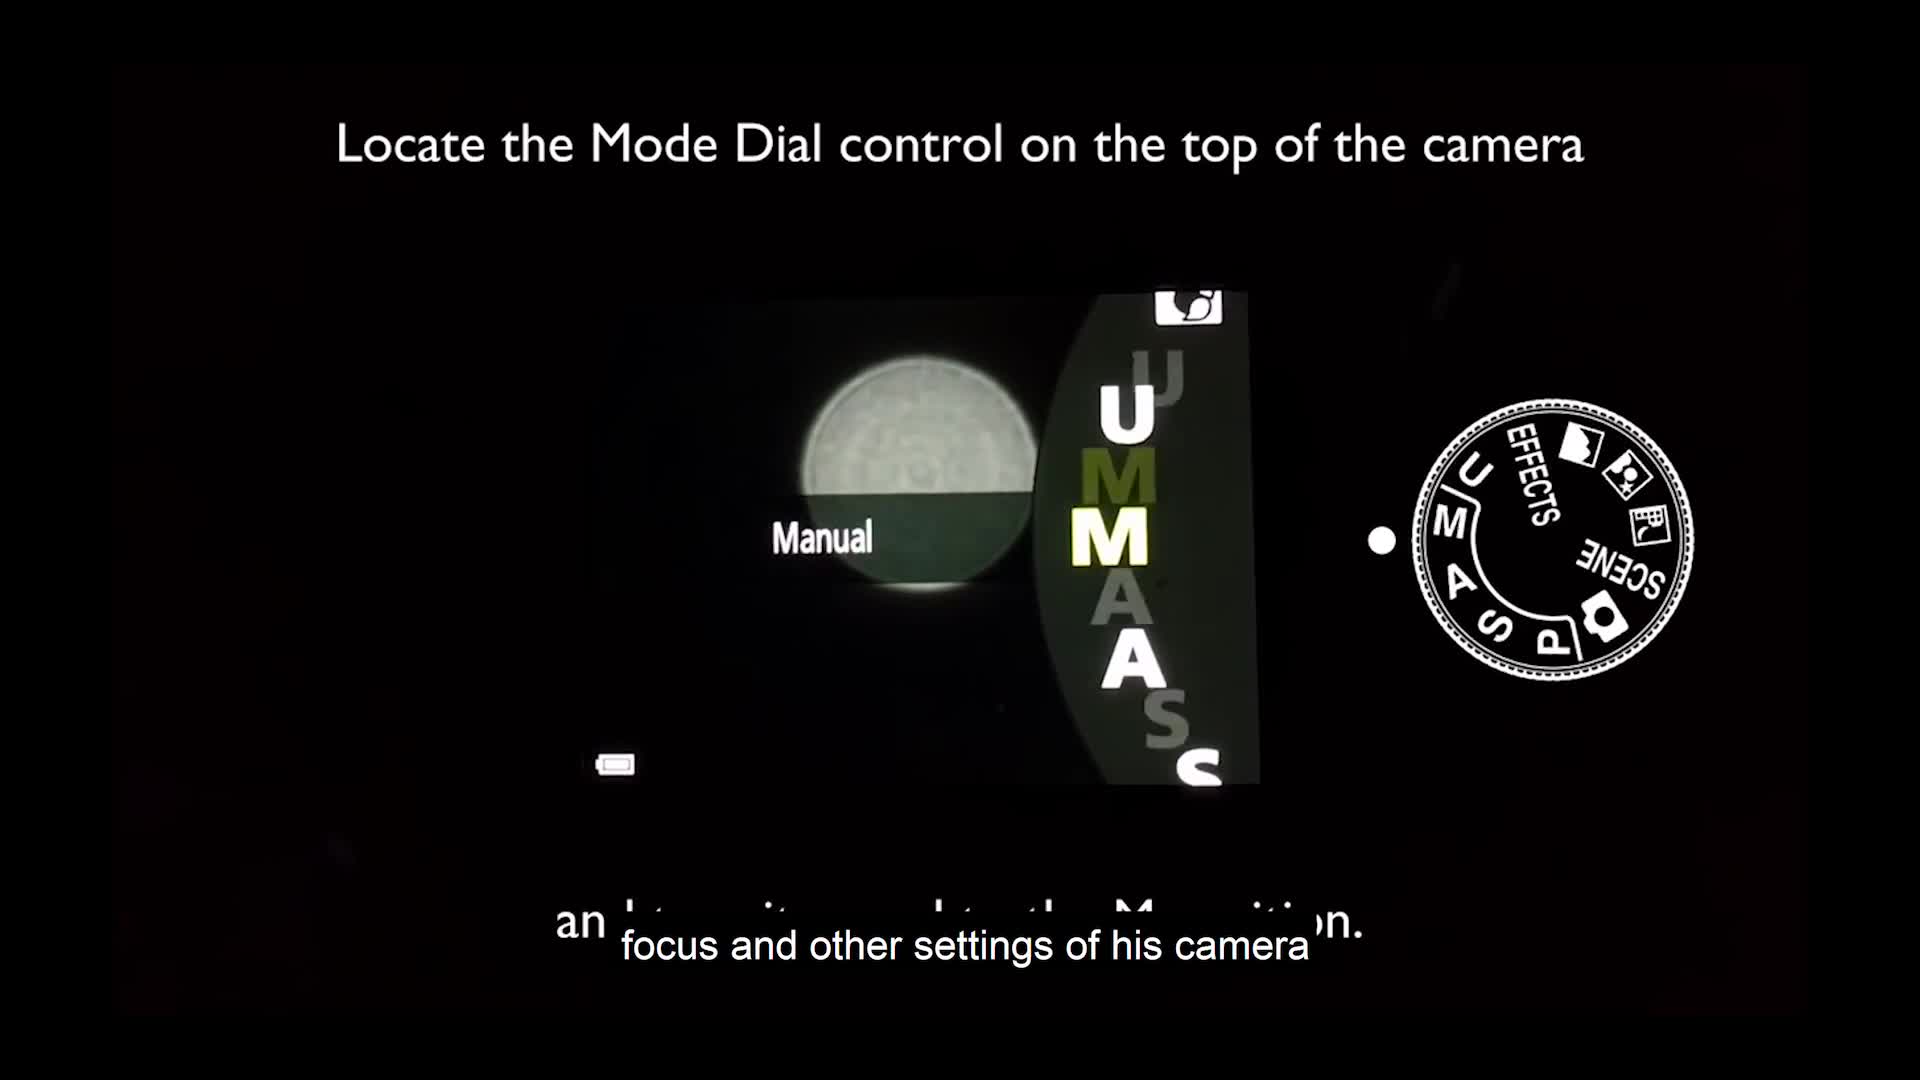 Locate the Mode Dial control on the top of the camera
U
U
M
Manual
M
A
A
S
S
EFFECTS
U
M
A
S
P
SCENE
an
on.
focus and other settings of his camera